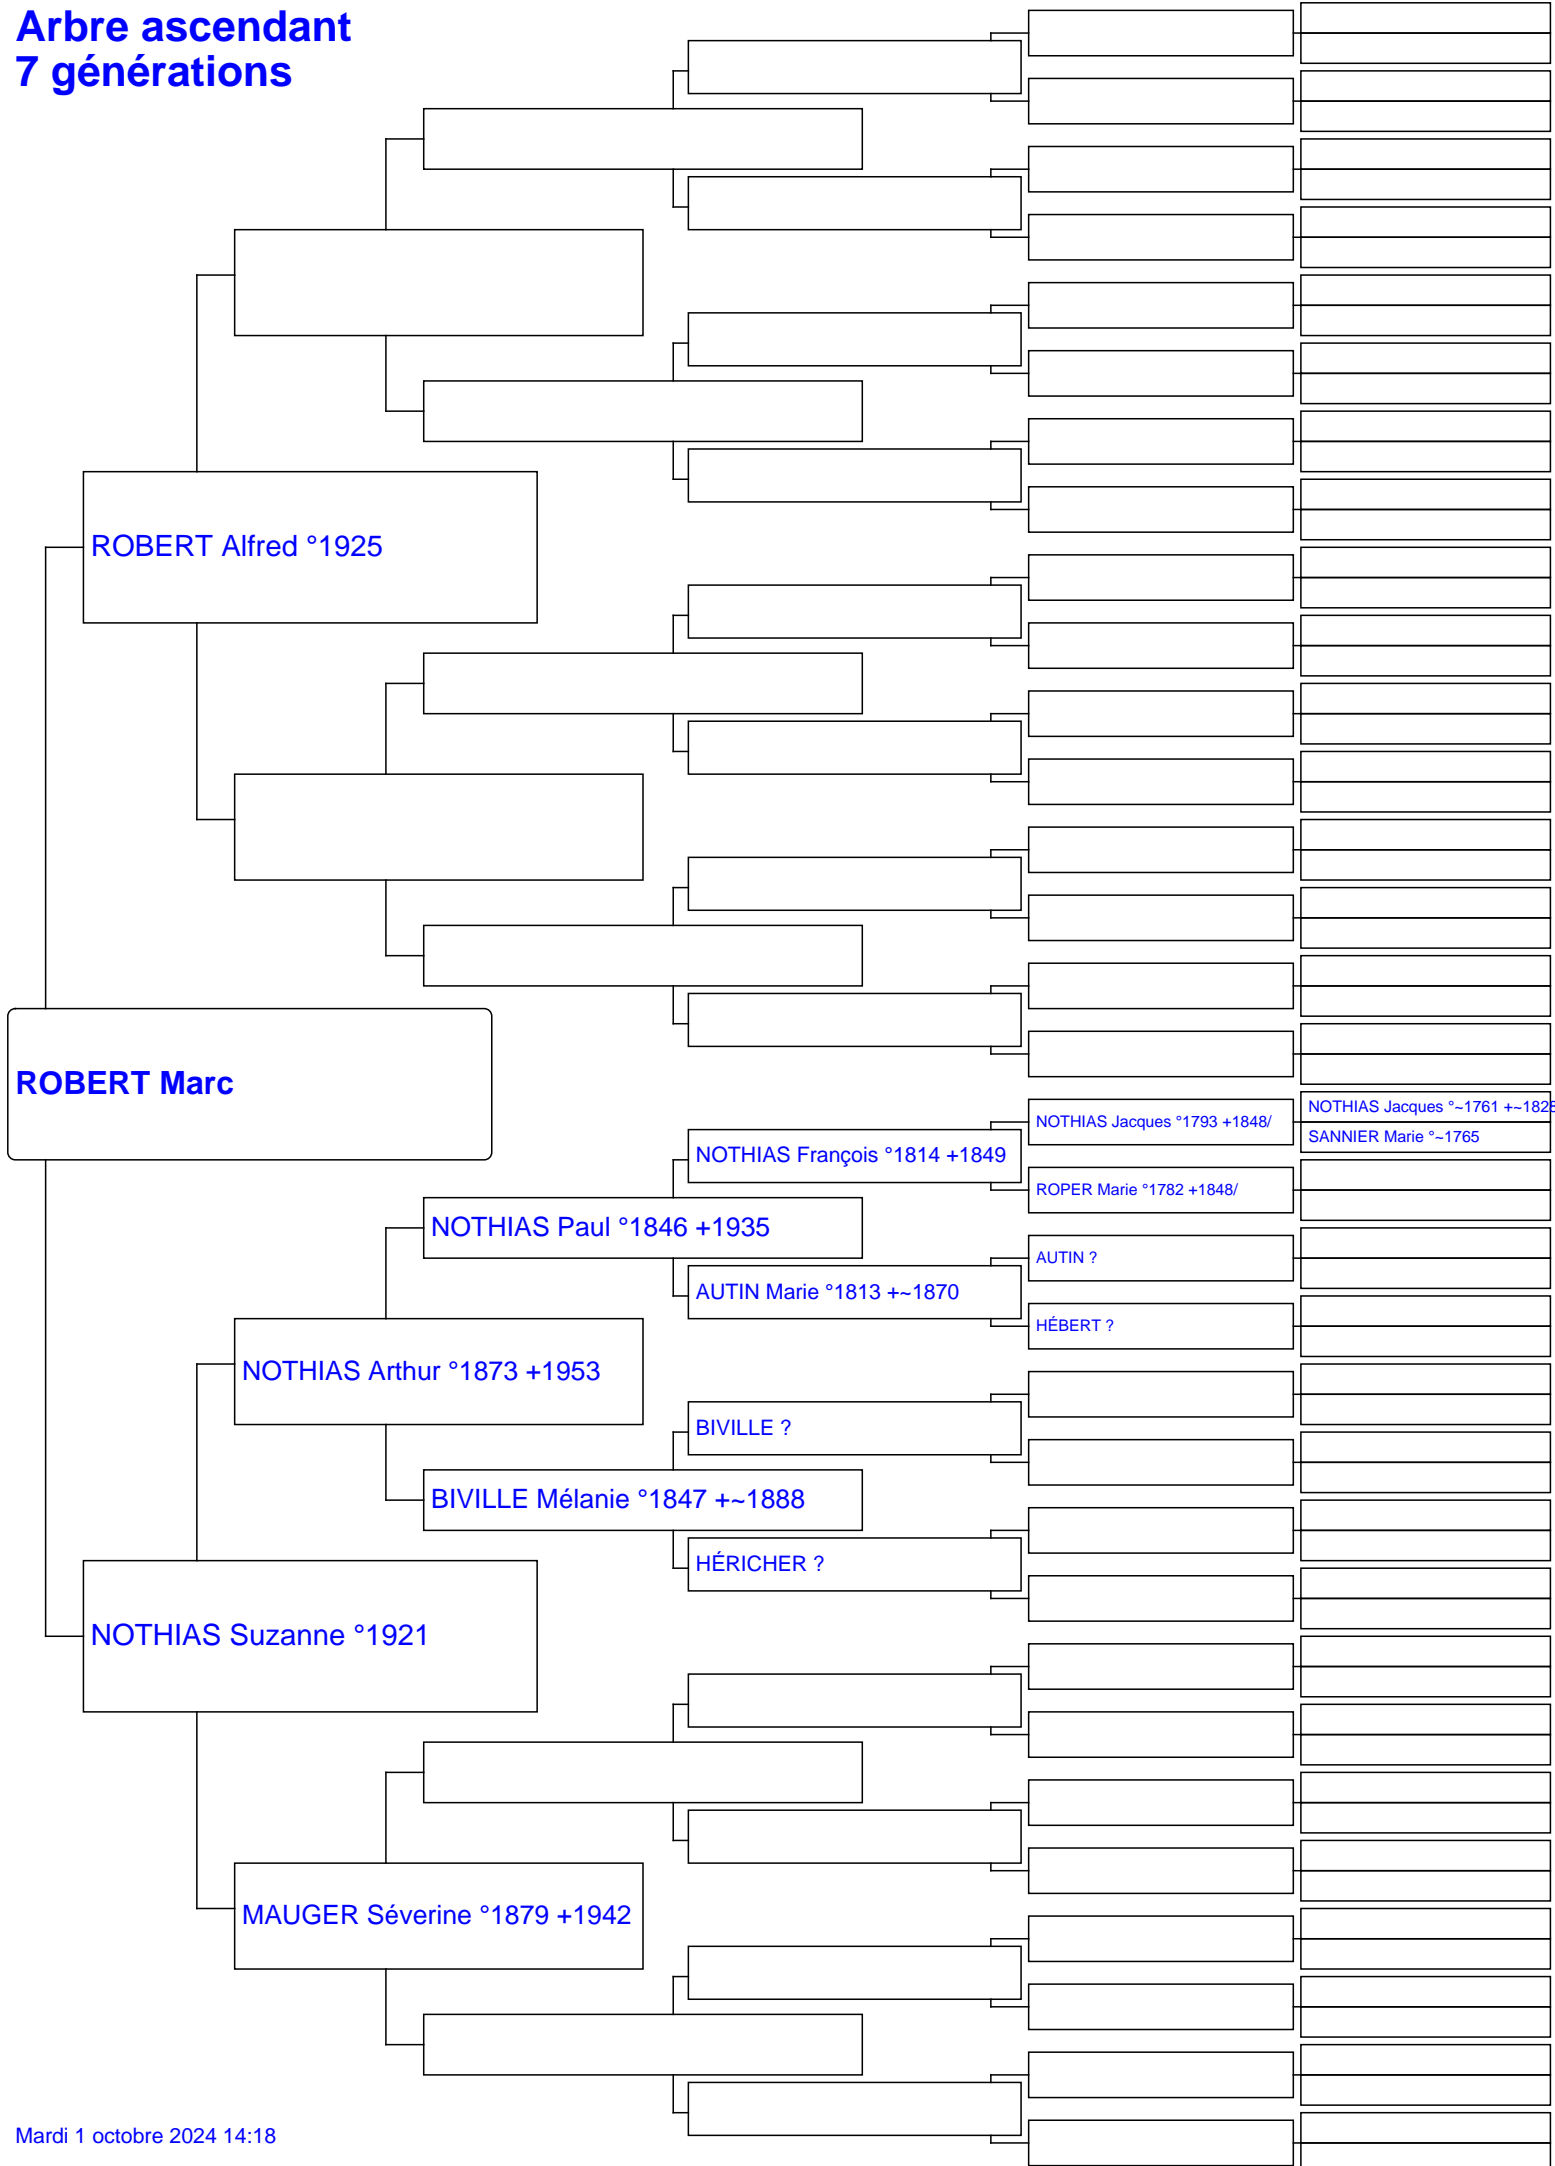 Arbre ascendant
7 générations
ROBERT Alfred °1925
ROBERT Marc
NOTHIAS Jacques °~1761 +~1828
NOTHIAS Jacques °1793 +1848/
SANNIER Marie °~1765
NOTHIAS François °1814 +1849
ROPER Marie °1782 +1848/
NOTHIAS Paul °1846 +1935
AUTIN ?
AUTIN Marie °1813 +~1870
HÉBERT ?
NOTHIAS Arthur °1873 +1953
BIVILLE ?
BIVILLE Mélanie °1847 +~1888
HÉRICHER ?
NOTHIAS Suzanne °1921
MAUGER Séverine °1879 +1942
Mardi 1 octobre 2024 14:18